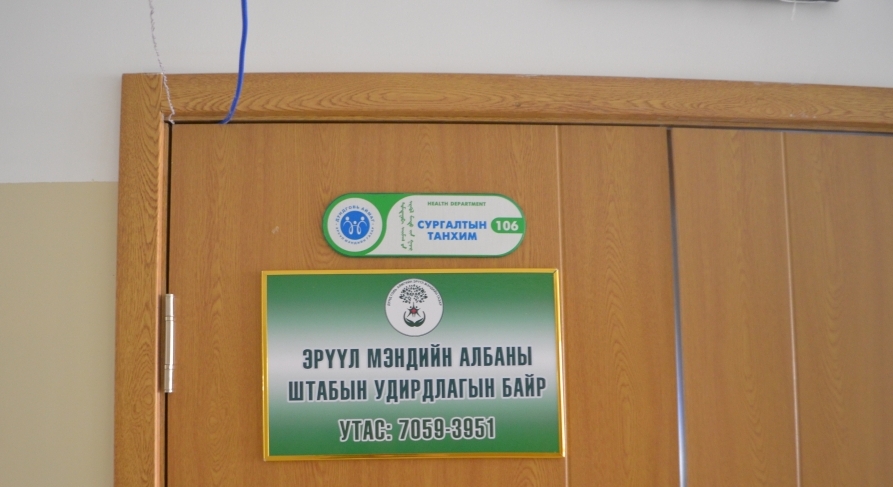 HEALTH DEPARTMENT
СУРГАЛТЫН
ТАНХИМ
106
ЭРҮҮЛ МЭНДИЙН АЛБАНЫ
ШТАБЫН УДИРДЛАГЫН БАЙР
УТАС: 7059-3951